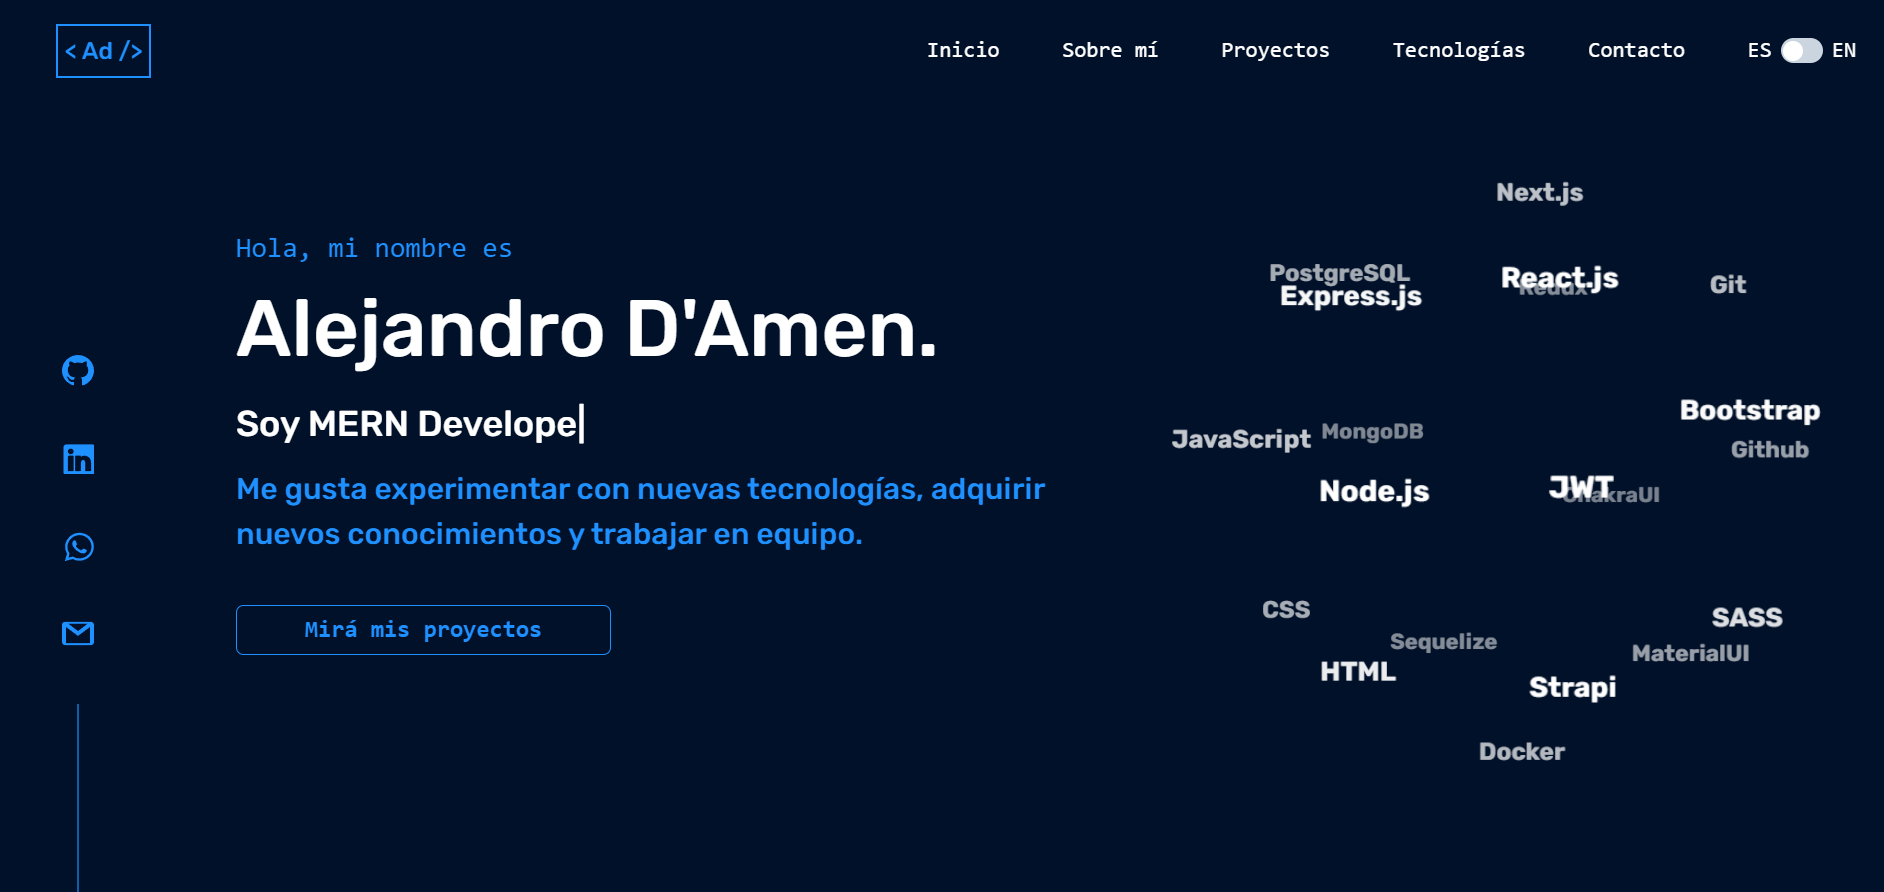 < Ad />
Inicio
Sobre mí
Proyectos
Tecnologías
Contacto
ES
EN
Hola, mi nombre es
Alejandro D'Amen.
Soy MERN Develope|
Me gusta experimentar con nuevas tecnologías, adquirir
nuevos conocimientos y trabajar en equipo.
Mirá mis proyectos
Next.js
PostgreSQL
Express.js
React.js
Redux
Git
Bootstrap
JavaScript
MongoDB
Github
Node.js
JWT
ChakraUI
CSS
SASS
Sequelize
MaterialUI
HTML
Strapi
Docker